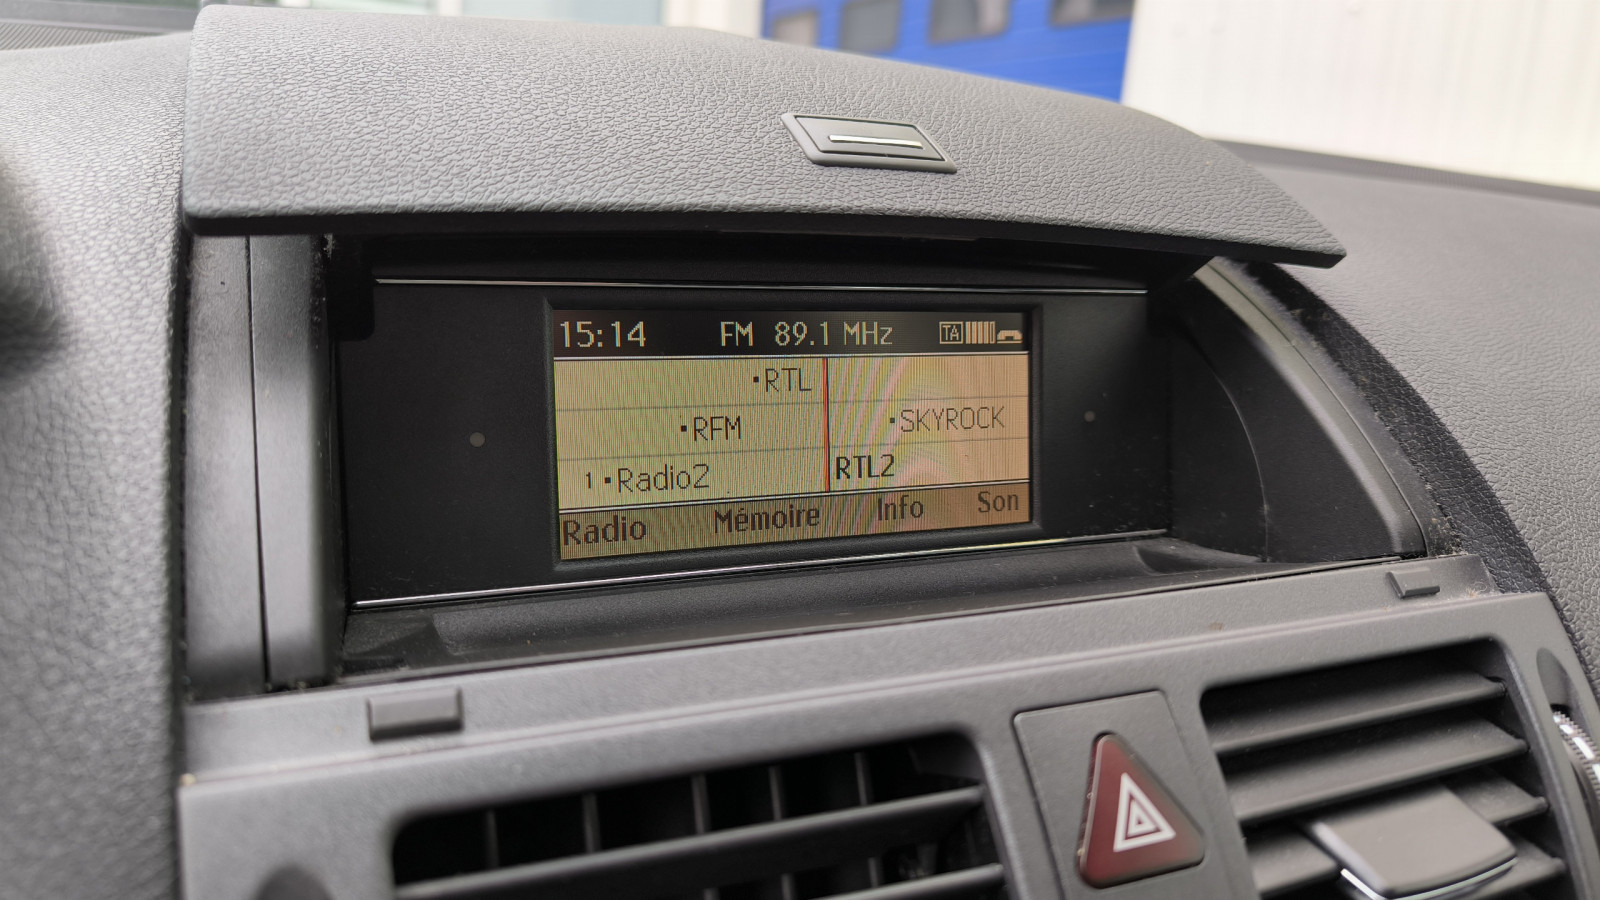 15:14 FM 89.1 MHz TA
·RTL
·RFM ·SKYROCK
1 ·Radio2 RTL2
Radio Mémoire Info Son